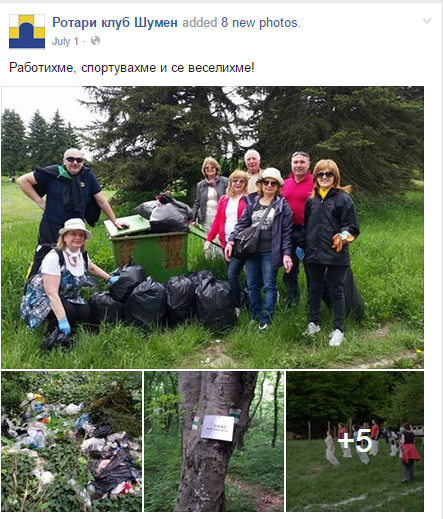 Ротари клуб Шумен added 8 new photos.
July 1 ·
Работихме, спортувахме и се веселихме!
+5